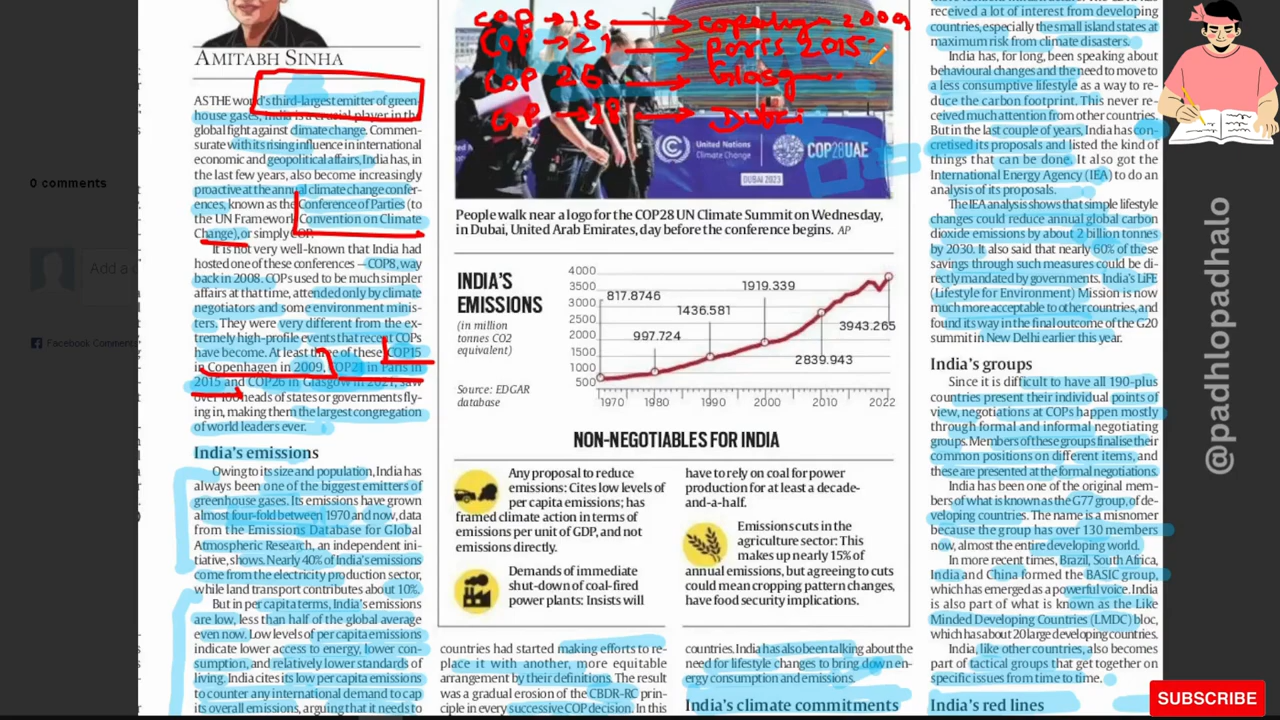 0 comments
Add a c
Facebook Commenc
AMITABH SINHA
AS THE world's third-largest emitter of green-
house gases, India is a crucial player in the
global fight against climate change. Commen-
surate with its rising influence in international
economic and geopolitical affairs, India has, in
the last few years, also become increasingly
proactive at the annual climate change confer-
ences, known as the Conference of Parties (to
the UN Framework Convention on Climate
Change), or simply COP.
It is not very well-known that India had
hosted one of these conferences — COP8, way
back in 2008. COPs used to be much simpler
affairs at that time, attended only by climate
negotiators and some environment minis-
ters. They were very different from the ex-
tremely high-profile events that recent COPs
have become. At least three of these COP15
in Copenhagen in 2009, COP21 in Paris in
2015 and COP26 in Glasgow in 2021, saw
over 100 heads of states or governments fly-
ing in, making them the largest congregation
of world leaders ever.
India's emissions
Owing to its size and population, India has
always been one of the biggest emitters of
greenhouse gases. Its emissions have grown
almost four-fold between 1970 and now, data
from the Emissions Database for Global
Atmospheric Research, an independent ini-
tiative, shows. Nearly 40% of India's emissions
come from the electricity production sector,
while land transport contributes about 10%.
But in per capita terms, India's emissions
are low, less than half of the global average
even now. Low levels of per capita emissions
indicate lower access to energy, lower con-
sumption, and relatively lower standards of
living. India cites its low per capita emissions
to counter any international demand to cap
its overall emissions, arguing that it needs to
COP → 15 → Copenhagen 2009
COP → 21 → Paris 2015
COP 26 → Glasg
COP → 28 → Dubai
United Nations
Climate Change
COP28UAE
DUBAI 2023
People walk near a logo for the COP28 UN Climate Summit on Wednesday,
in Dubai, United Arab Emirates, day before the conference begins. AP
INDIA'S
EMISSIONS
(in million
tonnes CO2
equivalent)
Source: EDGAR
database
4000
3500
3000
2500
2000
1500
1000
500
817.8746
997.724
1436.581
1919.339
2839.943
3943.265
1970 1980 1990 2000 2010 2022
NON-NEGOTIABLES FOR INDIA
Any proposal to reduce
emissions: Cites low levels of
per capita emissions; has
framed climate action in terms of
emissions per unit of GDP, and not
emissions directly.
Demands of immediate
shut-down of coal-fired
power plants: Insists will
have to rely on coal for power
production for at least a decade-
and-a-half.
Emissions cuts in the
agriculture sector: This
makes up nearly 15% of
annual emissions, but agreeing to cuts
could mean cropping pattern changes,
have food security implications.
countries had started making efforts to re-
place it with another, more equitable
arrangement by their definitions. The result
was a gradual erosion of the CBDR-RC prin-
ciple in every successive COP decision. In this
countries. India has also been talking about the
need for lifestyle changes to bring down en-
ergy consumption and emissions.
India's climate commitments
received a lot of interest from developing
countries, especially the small island states at
maximum risk from climate disasters.
India has, for long, been speaking about
behavioural changes and the need to move to
a less consumptive lifestyle as a way to re-
duce the carbon footprint. This never re-
ceived much attention from other countries.
But in the last couple of years, India has con-
cretised its proposals and listed the kind of
things that can be done. It also got the
International Energy Agency (IEA) to do an
analysis of its proposals.
The IEA analysis shows that simple lifestyle
changes could reduce annual global carbon
dioxide emissions by about 2 billion tonnes
by 2030. It also said that nearly 60% of these
savings through such measures could be di-
rectly mandated by governments. India's LiFE
(Lifestyle for Environment) Mission is now
much more acceptable to other countries, and
found its way in the final outcome of the G20
summit in New Delhi earlier this year.
India's groups
Since it is difficult to have all 190-plus
countries present their individual points of
view, negotiations at COPs happen mostly
through formal and informal negotiating
groups. Members of these groups finalise their
common positions on different items, and
these are presented at the formal negotiations.
India has been one of the original mem-
bers of what is known as the G77 group, of de-
veloping countries. The name is a misnomer
because the group has over 130 members
now, almost the entire developing world.
In more recent times, Brazil, South Africa,
India and China formed the BASIC group,
which has emerged as a powerful voice. India
is also part of what is known as the Like
Minded Developing Countries (LMDC) bloc,
which has about 20 large developing countries.
India, like other countries, also becomes
part of tactical groups that get together on
specific issues from time to time.
India's red lines
@padhlopadhalo
SUBSCRIBE